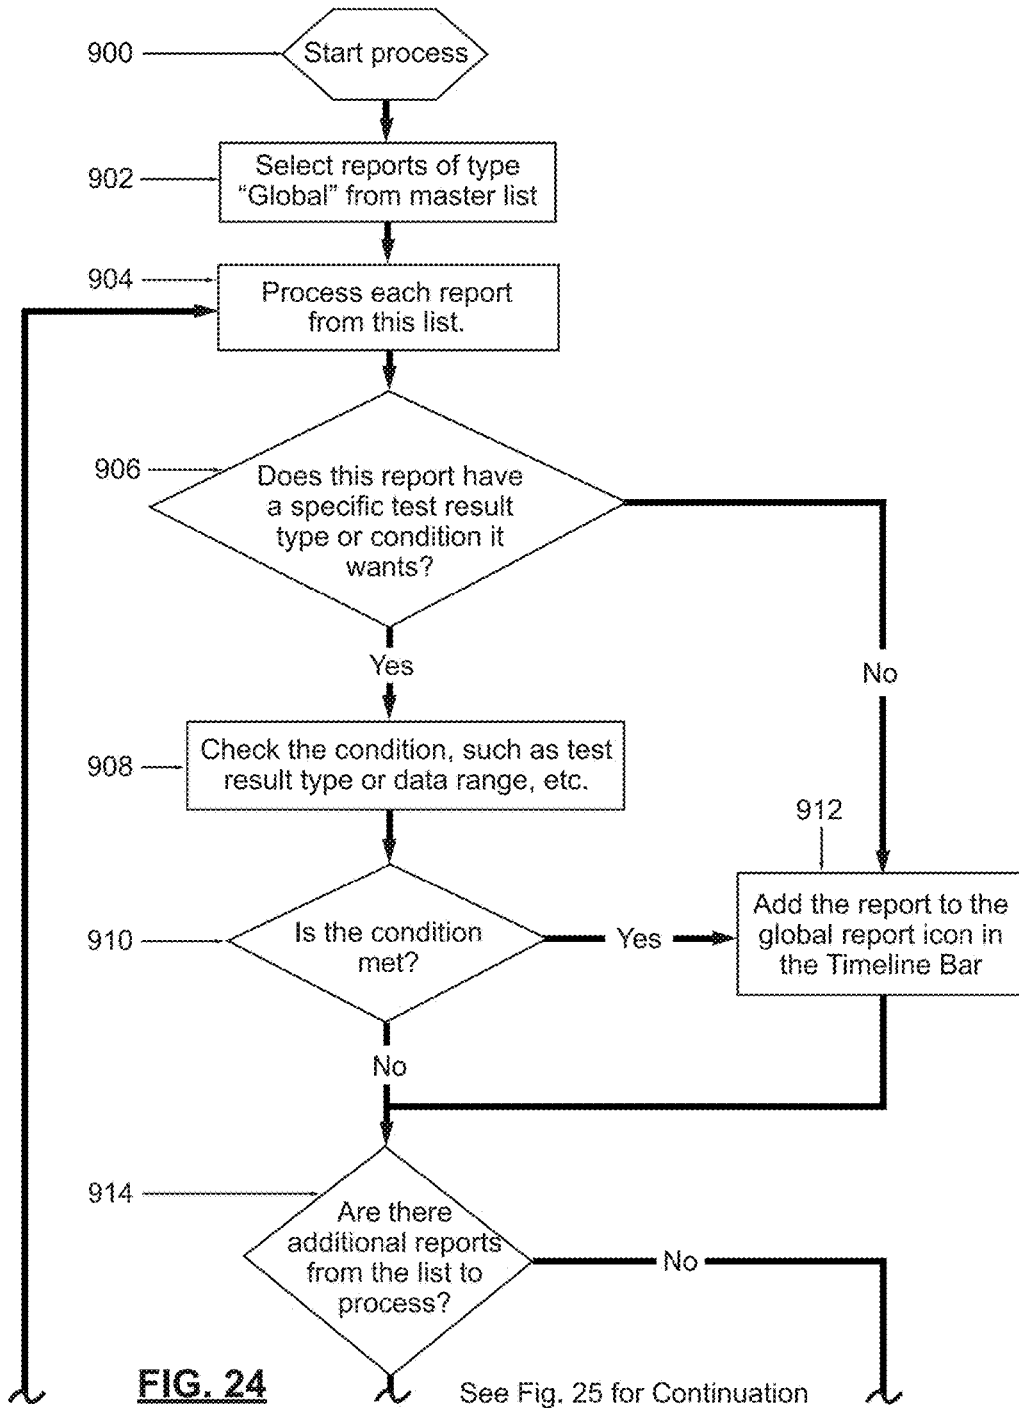 900
Start process
902
Select reports of type
“Global” from master list
904
Process each report
from this list.
906
Does this report have
a specific test result
type or condition it
wants?
Yes
No
908
Check the condition, such as test
result type or data range, etc.
912
910
Is the condition
met?
Yes
Add the report to the
global report icon in
the Timeline Bar
No
914
Are there
additional reports
from the list to
process?
No
FIG. 24
See Fig. 25 for Continuation